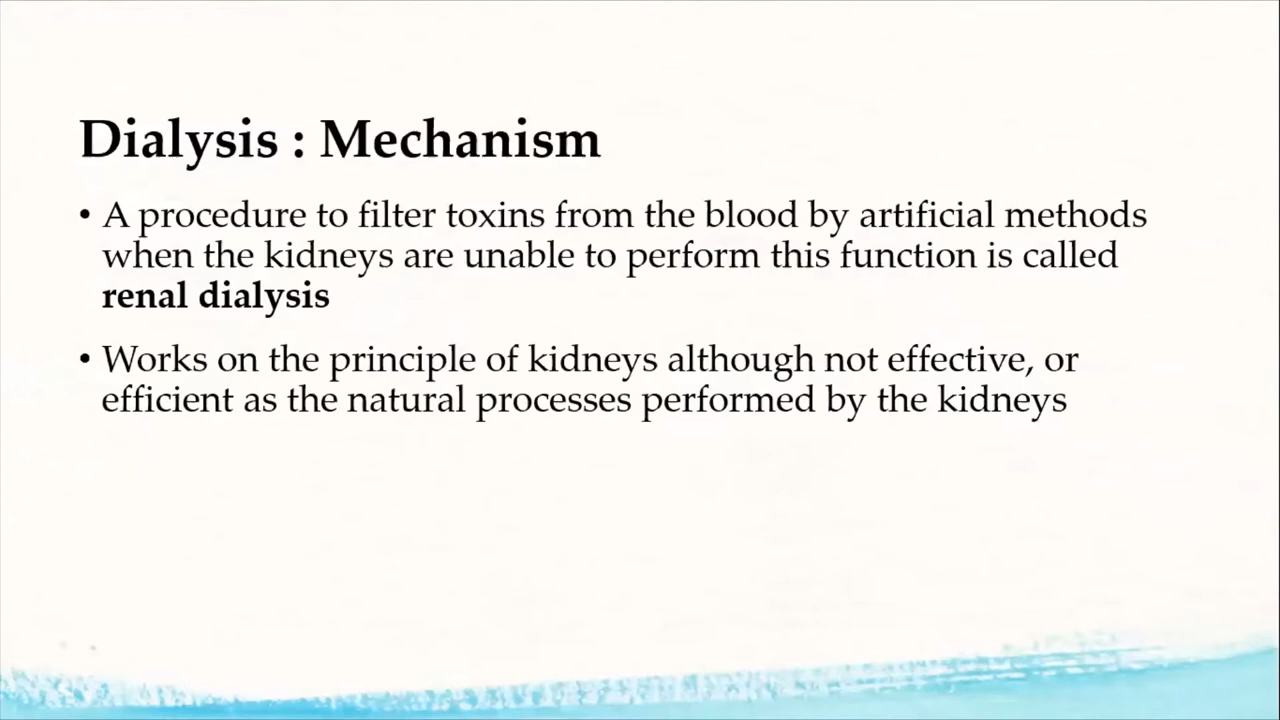 Dialysis : Mechanism
• A procedure to filter toxins from the blood by artificial methods
when the kidneys are unable to perform this function is called
renal dialysis
• Works on the principle of kidneys although not effective, or
efficient as the natural processes performed by the kidneys